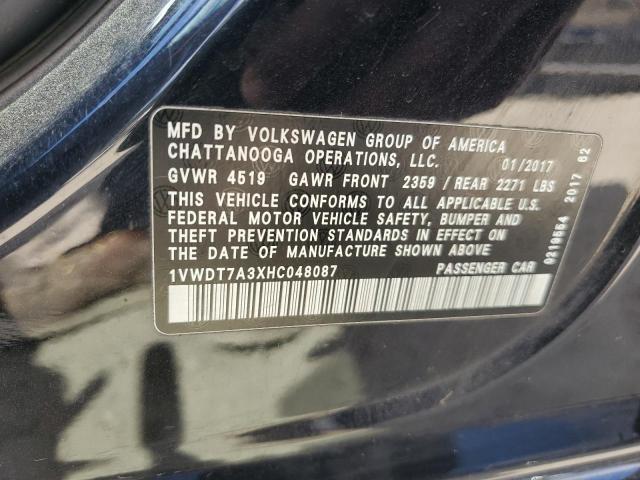 MFD BY VOLKSWAGEN GROUP OF AMERICA
CHATTANOOGA OPERATIONS, LLC. 01/2017
GVWR 4519 GAWR FRONT 2359 / REAR 2271 LBS
THIS VEHICLE CONFORMS TO ALL APPLICABLE U.S.
FEDERAL MOTOR VEHICLE SAFETY, BUMPER AND
THEFT PREVENTION STANDARDS IN EFFECT ON
THE DATE OF MANUFACTURE SHOWN ABOVE
1VWDT7A3XHC048087 PASSENGER CAR
0219554 2017 62